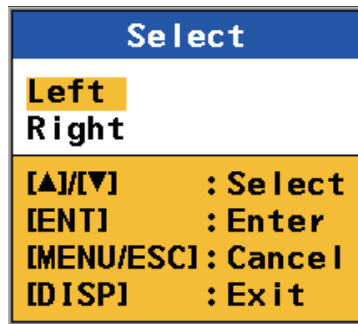 Select
Left
Right
[▲]/[▼] :Select
[ENT] :Enter
[MENU/ESC]:Cancel
[DISP] :Exit